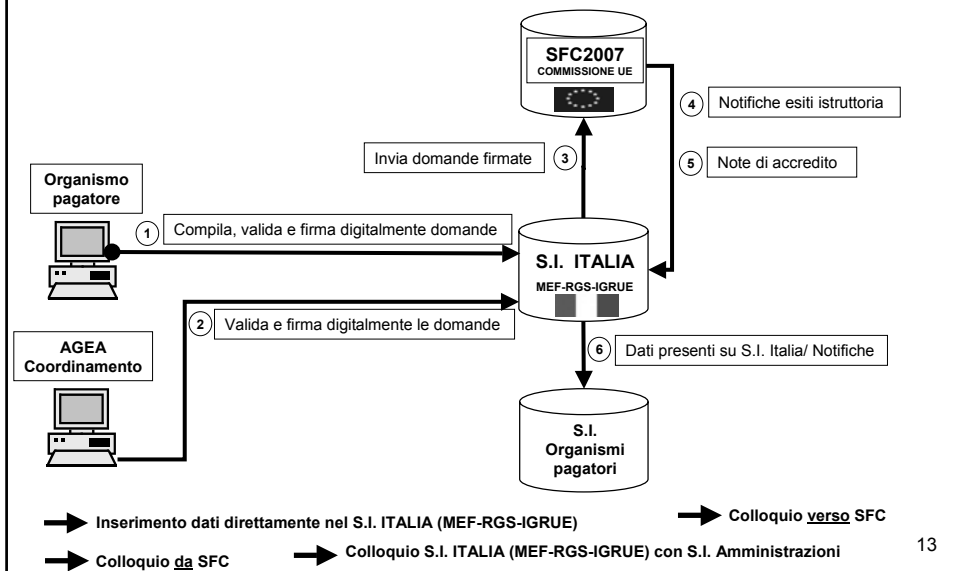 SFC2007
COMMISSIONE UE
4 Notifiche esiti istruttoria
Invia domande firmate 3
5 Note di accredito
Organismo
pagatore
1 Compila, valida e firma digitalmente domande
S.I. ITALIA
MEF-RGS-IGRUE
2 Valida e firma digitalmente le domande
AGEA
Coordinamento
6 Dati presenti su S.I. Italia/ Notifiche
S.I.
Organismi
pagatori
Inserimento dati direttamente nel S.I. ITALIA (MEF-RGS-IGRUE)
Colloquio verso SFC
Colloquio da SFC
Colloquio S.I. ITALIA (MEF-RGS-IGRUE) con S.I. Amministrazioni
13